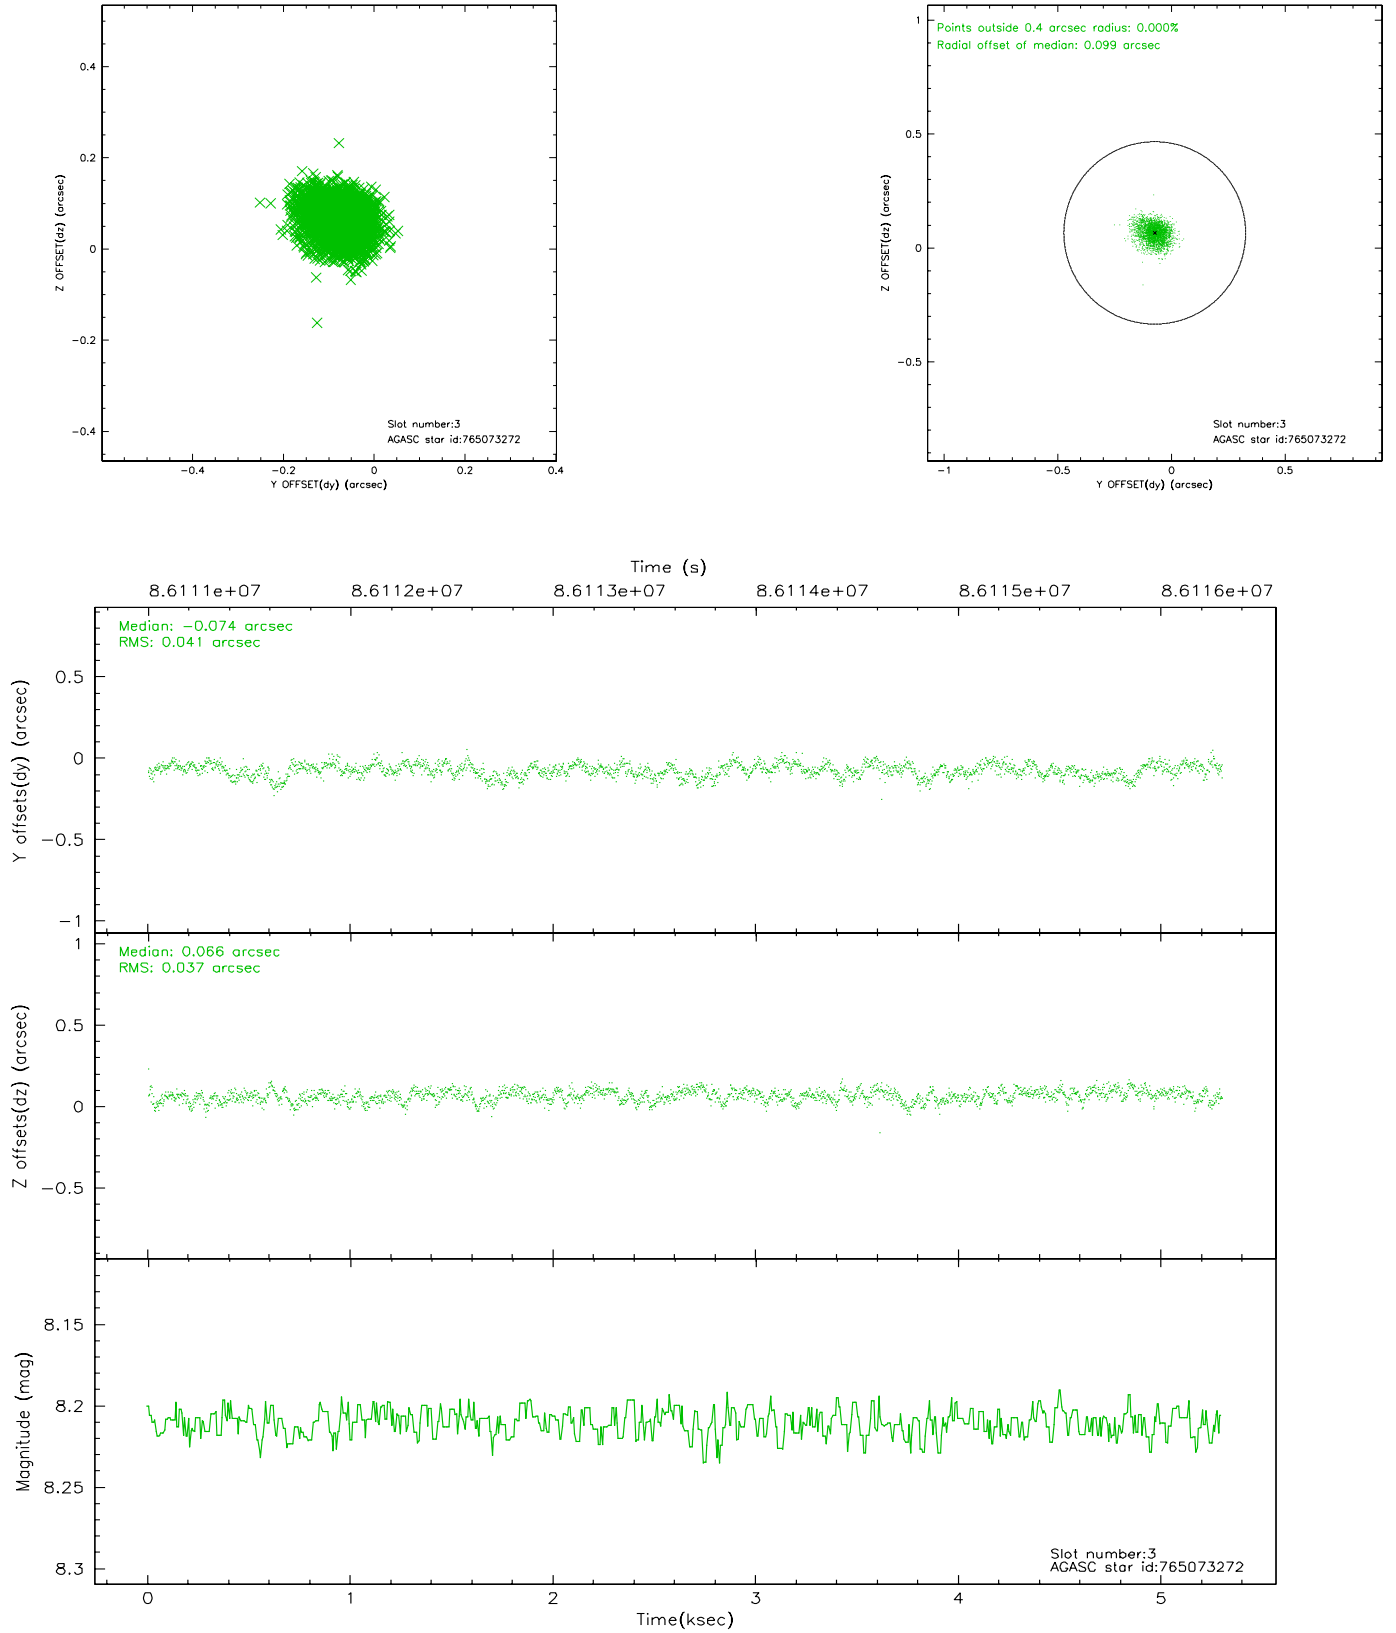 0.4
0.2
0
-0.2
-0.4
Z OFFSET(dz) (arcsec)
-0.4 -0.2 0 0.2 0.4
Y OFFSET(dy) (arcsec)
Slot number:3
AGASC star id:765073272
Points outside 0.4 arcsec radius: 0.000%
Radial offset of median: 0.099 arcsec
1
0.5
0
-0.5
Z OFFSET(dz) (arcsec)
-1 -0.5 0 0.5
Y OFFSET(dy) (arcsec)
Slot number:3
AGASC star id:765073272
Time (s)
8.6111e+07 8.6112e+07 8.6113e+07 8.6114e+07 8.6115e+07 8.6116e+07
Median: -0.074 arcsec
RMS: 0.041 arcsec
0.5
0
-0.5
-1
Y offsets(dy) (arcsec)
Median: 0.066 arcsec
RMS: 0.037 arcsec
1
0.5
0
-0.5
Z offsets(dz) (arcsec)
8.15
8.2
8.25
8.3
Magnitude (mag)
Slot number:3
AGASC star id:765073272
0 1 2 3 4 5
Time(ksec)